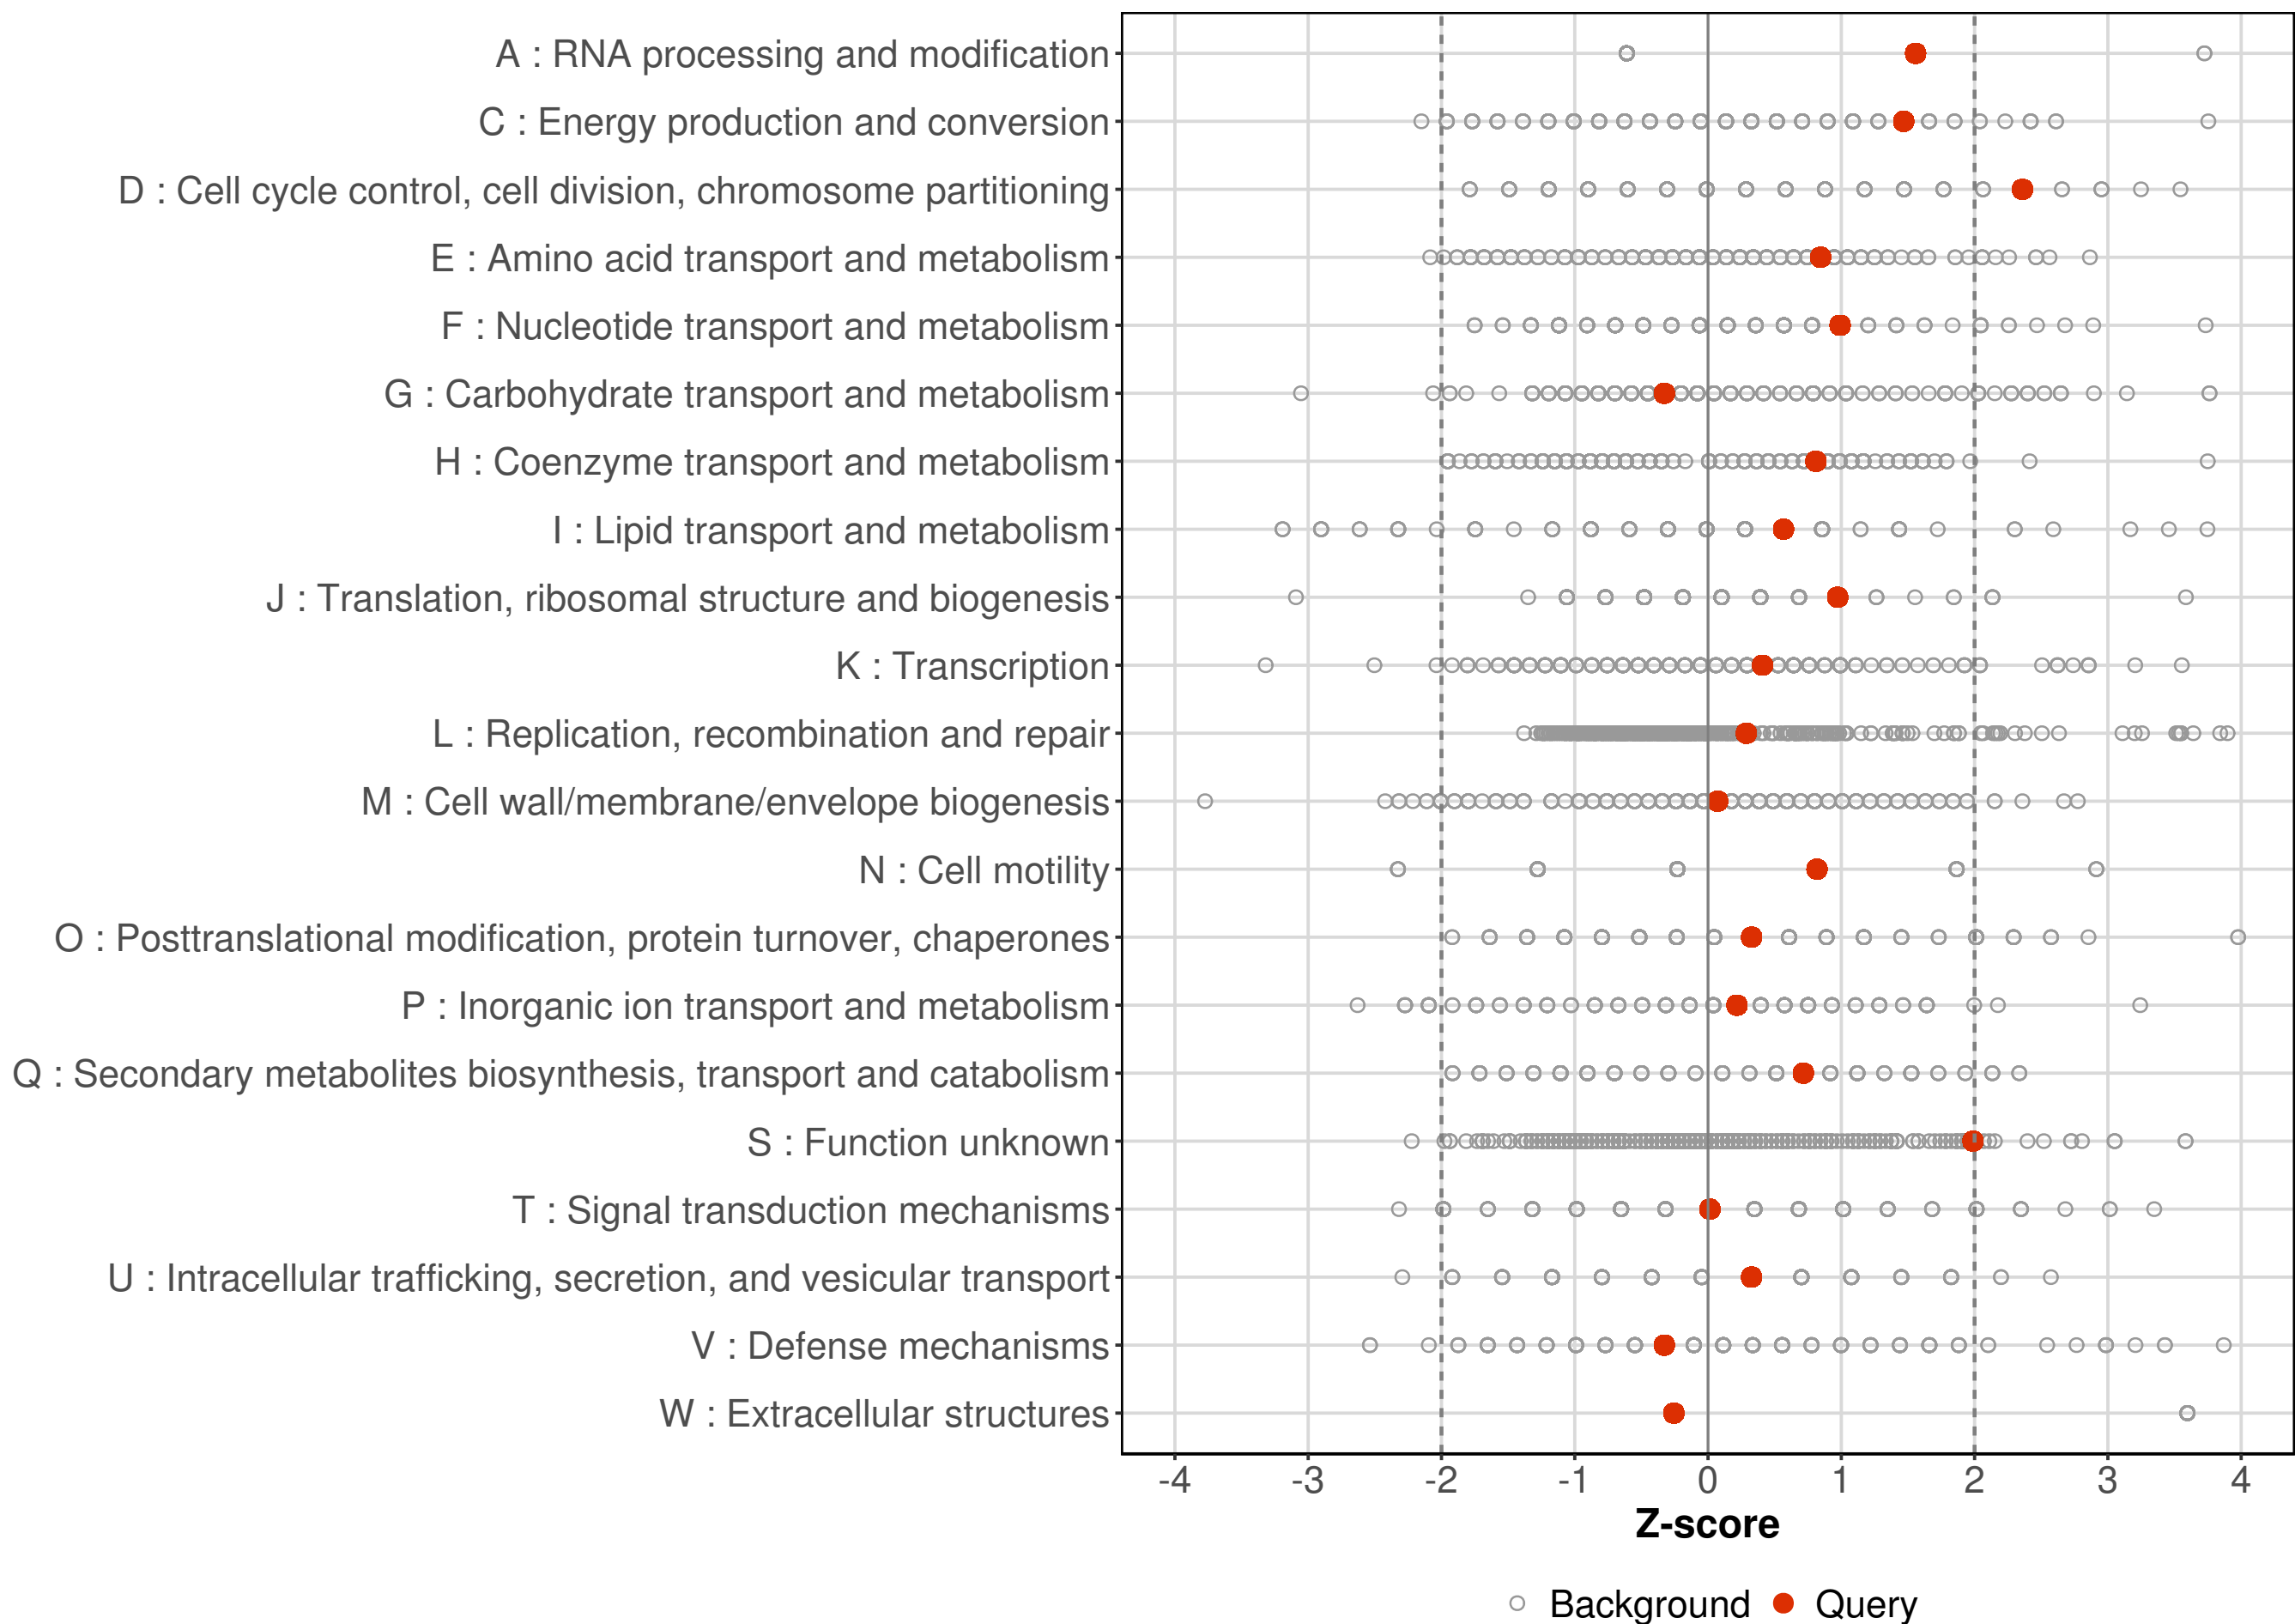 A : RNA processing and modification
C : Energy production and conversion
D : Cell cycle control, cell division, chromosome partitioning
E : Amino acid transport and metabolism
F : Nucleotide transport and metabolism
G : Carbohydrate transport and metabolism
H : Coenzyme transport and metabolism
I : Lipid transport and metabolism
J : Translation, ribosomal structure and biogenesis
K : Transcription
L : Replication, recombination and repair
M : Cell wall/membrane/envelope biogenesis
N : Cell motility
O : Posttranslational modification, protein turnover, chaperones
P : Inorganic ion transport and metabolism
Q : Secondary metabolites biosynthesis, transport and catabolism
S : Function unknown
T : Signal transduction mechanisms
U : Intracellular trafficking, secretion, and vesicular transport
V : Defense mechanisms
W : Extracellular structures
-4 -3 -2 -1 0 1 2 3 4
Z-score
Background Query